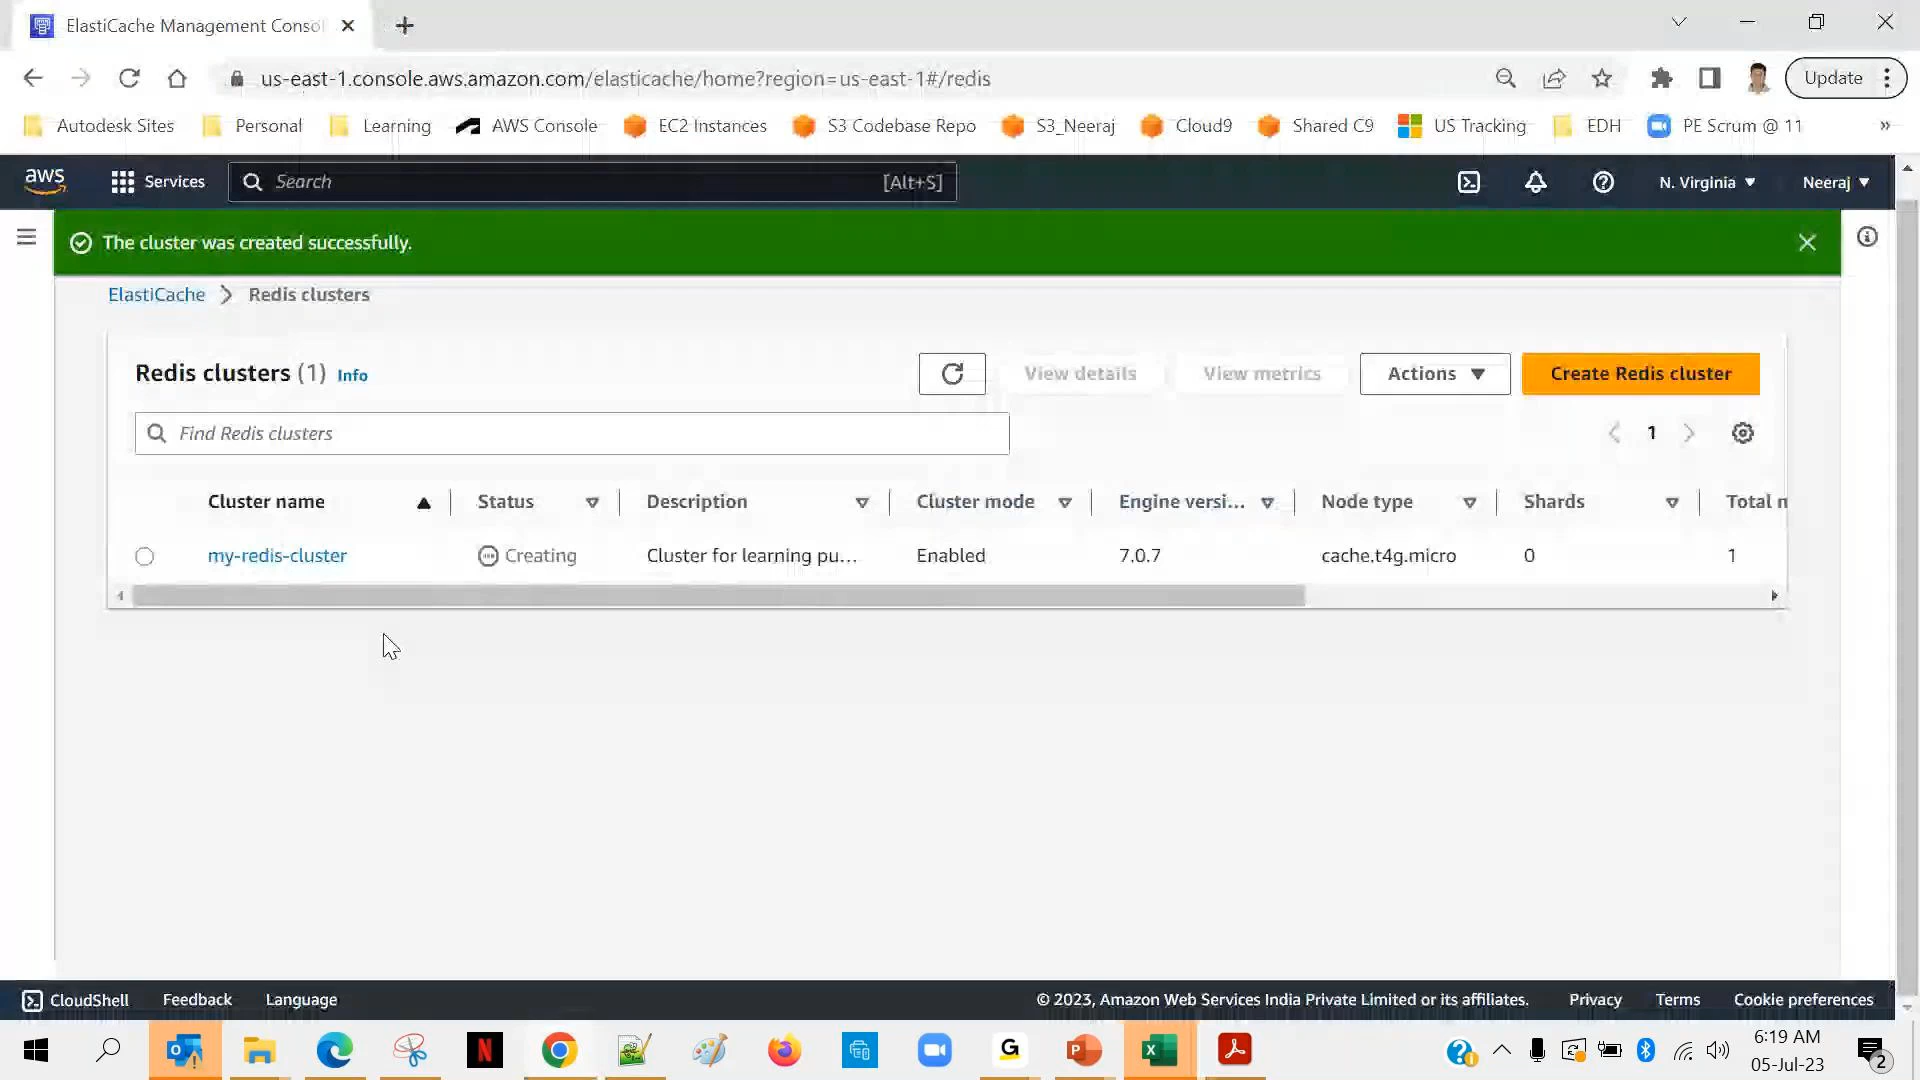 ElastiCache Management Consol
us-east-1.console.aws.amazon.com/elasticache/home?region=us-east-1#/redis
Update
Autodesk Sites Personal Learning AWS Console EC2 Instances S3 Codebase Repo S3_Neeraj Cloud9 Shared C9 US Tracking EDH PE Scrum @ 11 »
aws Services Search [Alt+S] N. Virginia Neeraj
The cluster was created successfully.
ElastiCache Redis clusters
Redis clusters (1) Info View details View metrics Actions Create Redis cluster
Find Redis clusters 1
Cluster name Status Description Cluster mode Engine versi... Node type Shards Total n
my-redis-cluster Creating Cluster for learning pu... Enabled 7.0.7 cache.t4g.micro 0 1
CloudShell Feedback Language © 2023, Amazon Web Services India Private Limited or its affiliates. Privacy Terms Cookie preferences
6:19 AM
05-Jul-23
2